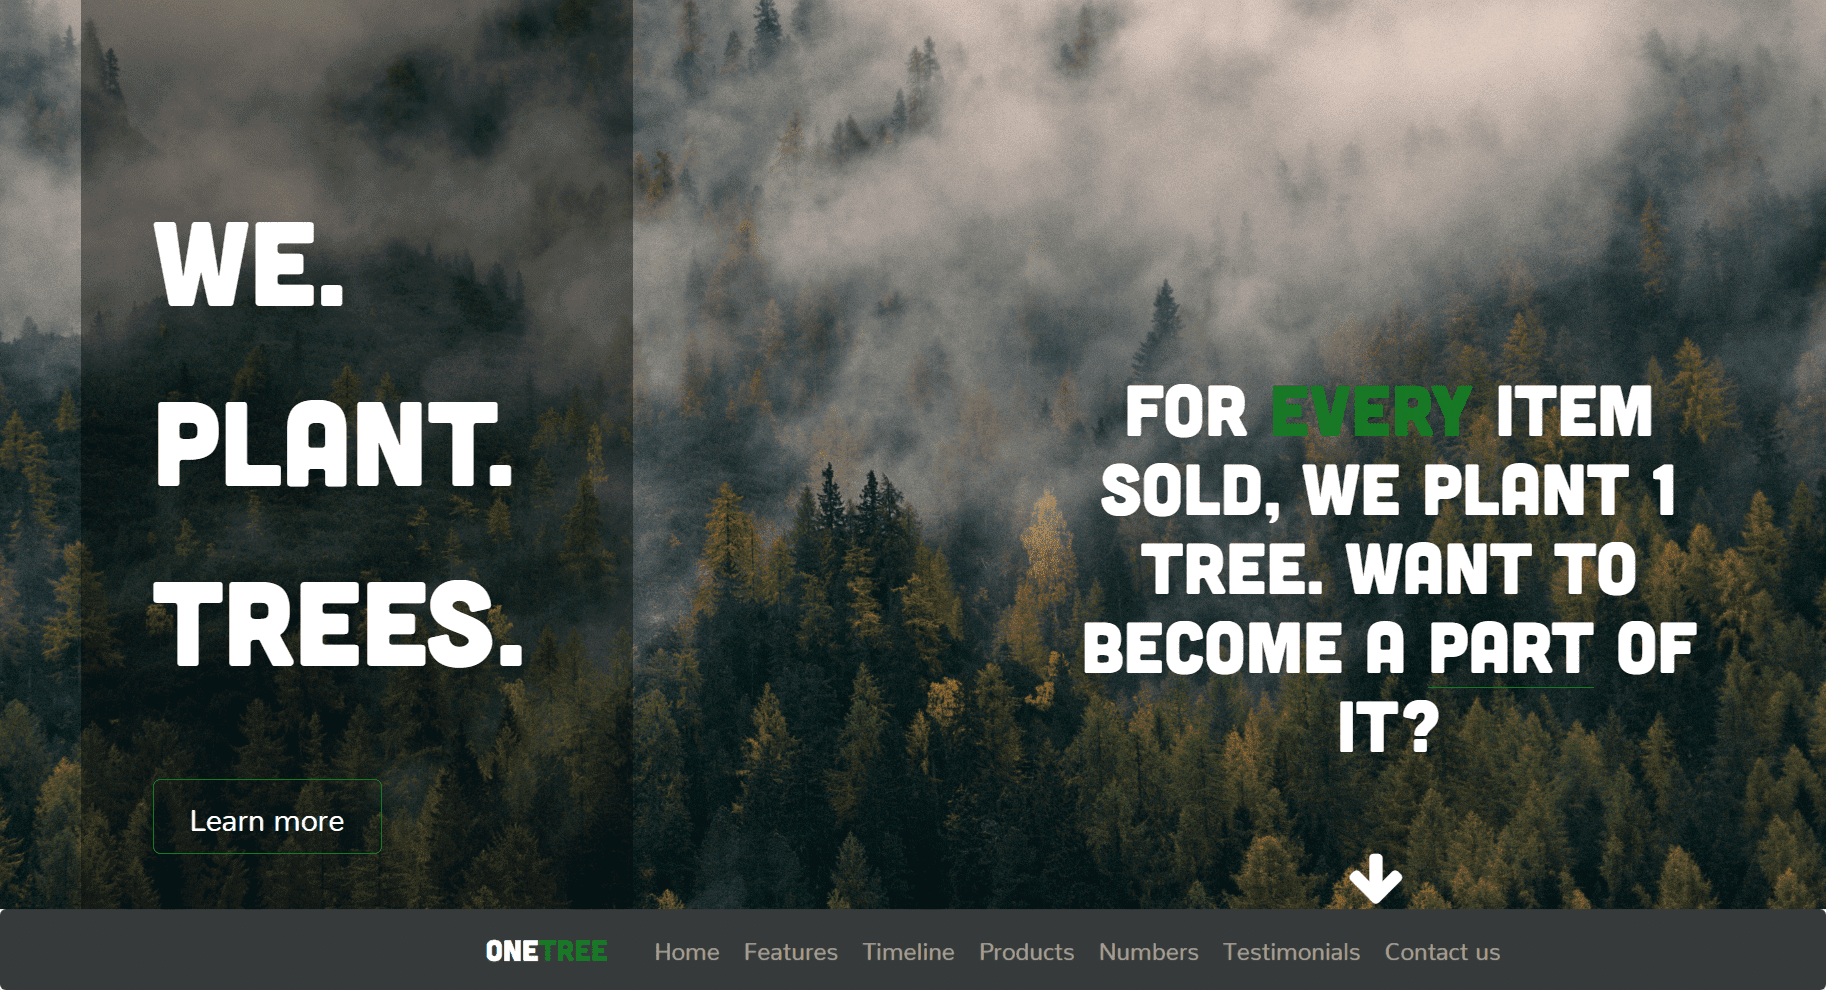 WE.
PLANT.
TREES.
Learn more
FOR EVERY ITEM
SOLD, WE PLANT 1
TREE. WANT TO
BECOME A PART OF
IT?
ONETREE Home Features Timeline Products Numbers Testimonials Contact us